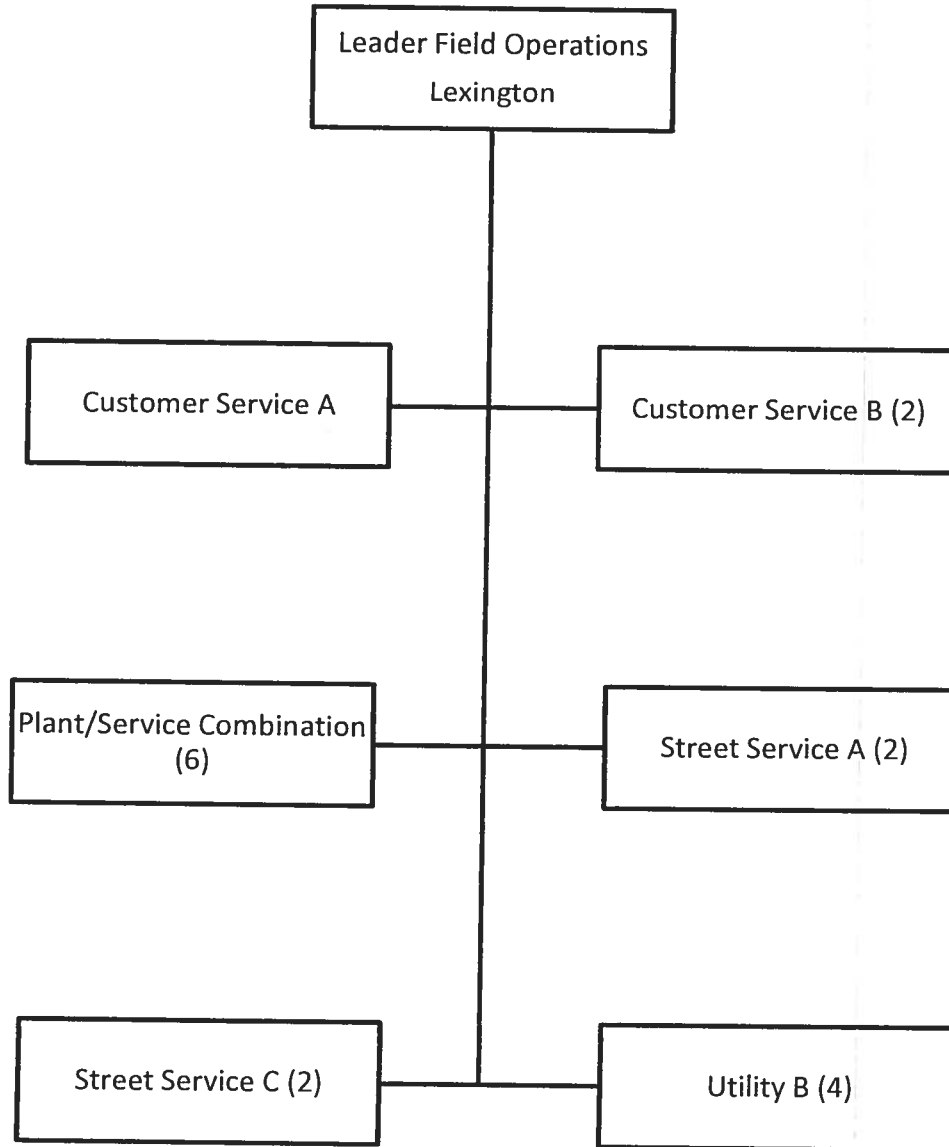 Leader Field Operations
Lexington
Customer Service A
Customer Service B (2)
Plant/Service Combination
(6)
Street Service A (2)
Street Service C (2)
Utility B (4)